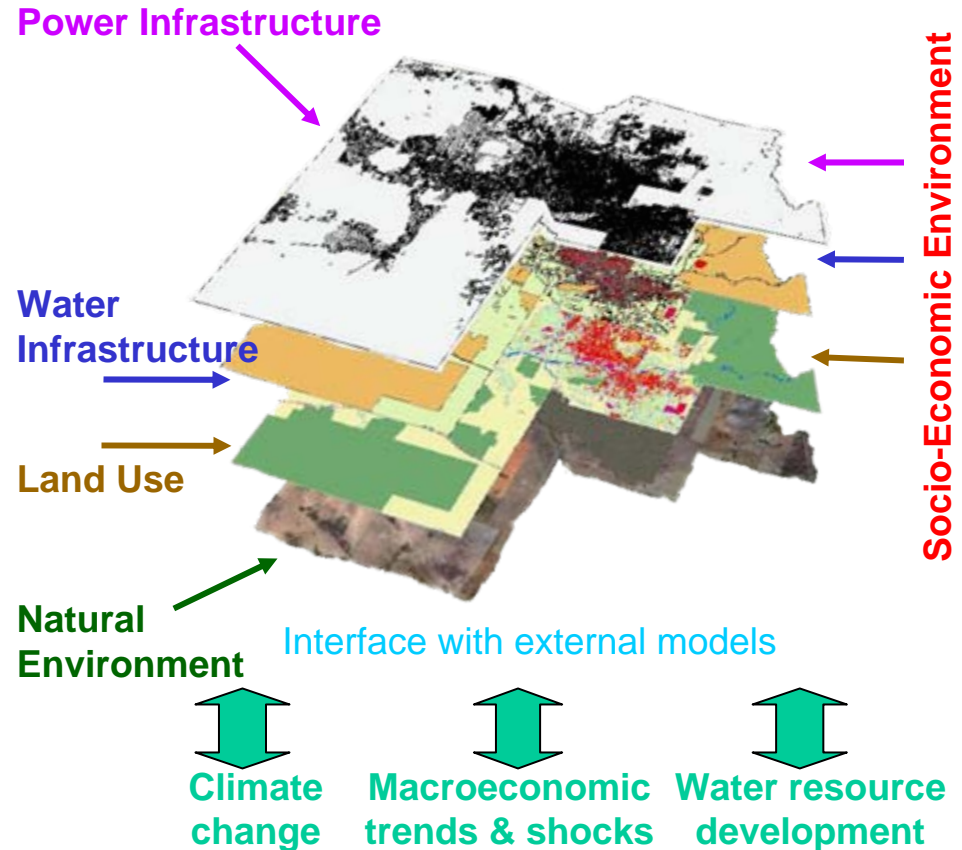 Power Infrastructure
Socio-Economic Environment
Water
Infrastructure
Land Use
Natural
Environment
Interface with external models
Climate
change
Macroeconomic
trends & shocks
Water resource
development